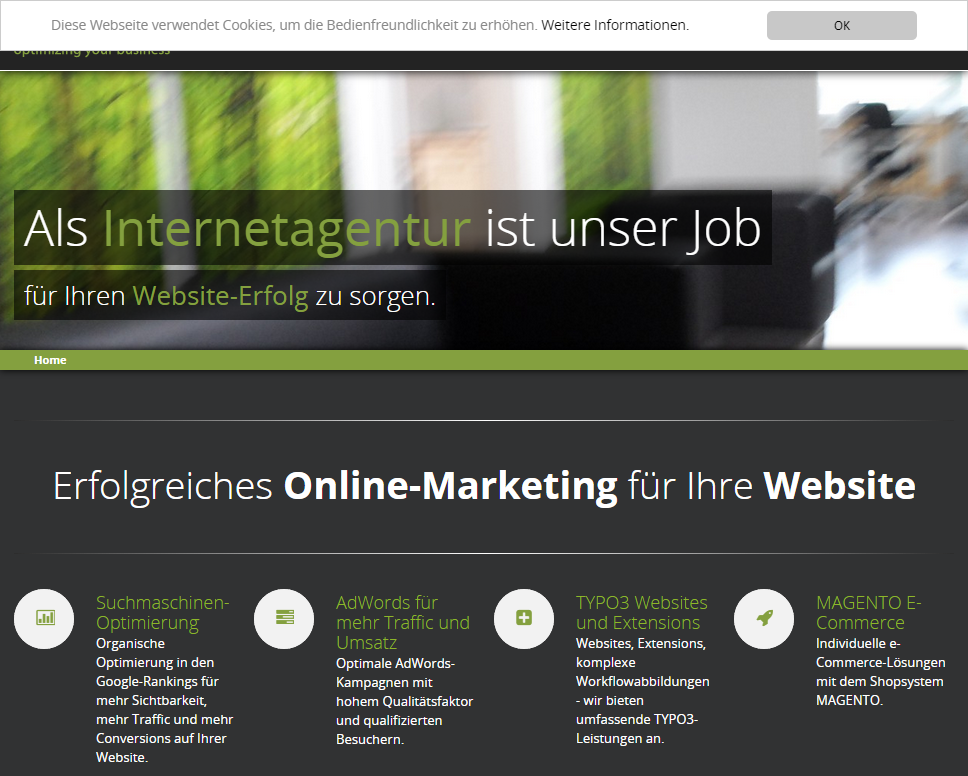 Diese Webseite verwendet Cookies, um die Bedienfreundlichkeit zu erhöhen. Weitere Informationen.
OK
optimizing your business
Als Internetagentur ist unser Job
für Ihren Website-Erfolg zu sorgen.
Home
Erfolgreiches Online-Marketing für Ihre Website
Suchmaschinen-
Optimierung
Organische
Optimierung in den
Google-Rankings für
mehr Sichtbarkeit,
mehr Traffic und mehr
Conversions auf Ihrer
Website.
AdWords für
mehr Traffic und
Umsatz
Optimale AdWords-
Kampagnen mit
hohem Qualitätsfaktor
und qualifizierten
Besuchern.
TYPO3 Websites
und Extensions
Websites, Extensions,
komplexe
Workflowabbildungen
- wir bieten
umfassende TYPO3-
Leistungen an.
MAGENTO E-
Commerce
Individuelle e-
Commerce-Lösungen
mit dem Shopsystem
MAGENTO.